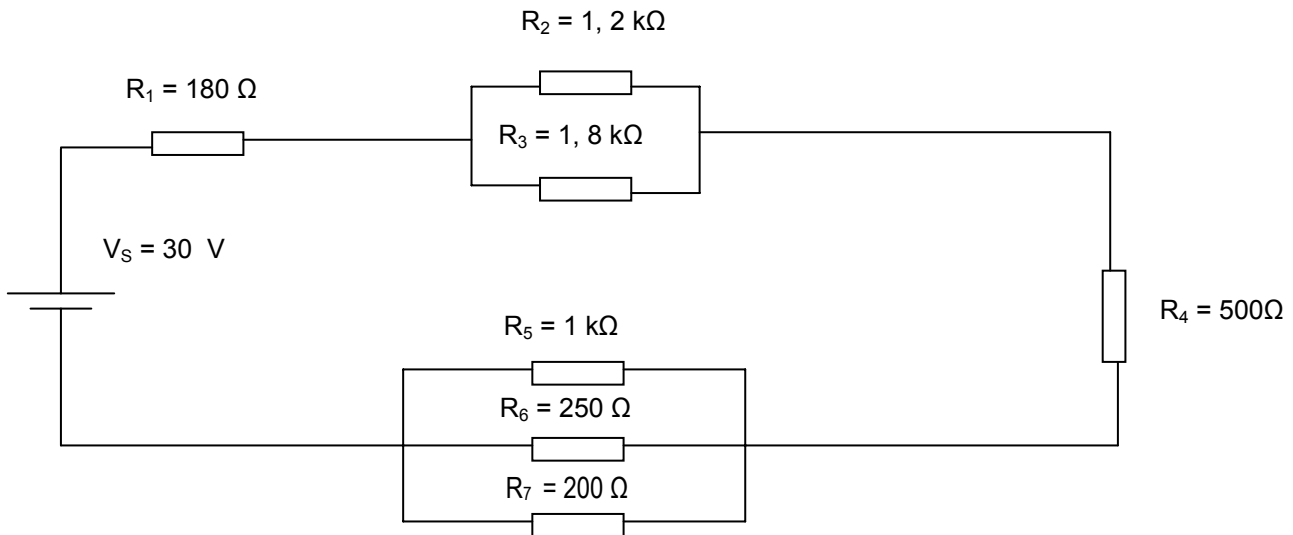 R₂ = 1, 2 kΩ
R₁ = 180 Ω
R₃ = 1, 8 kΩ
V_S = 30 V
R₄ = 500Ω
R₅ = 1 kΩ
R₆ = 250 Ω
R₇ = 200 Ω